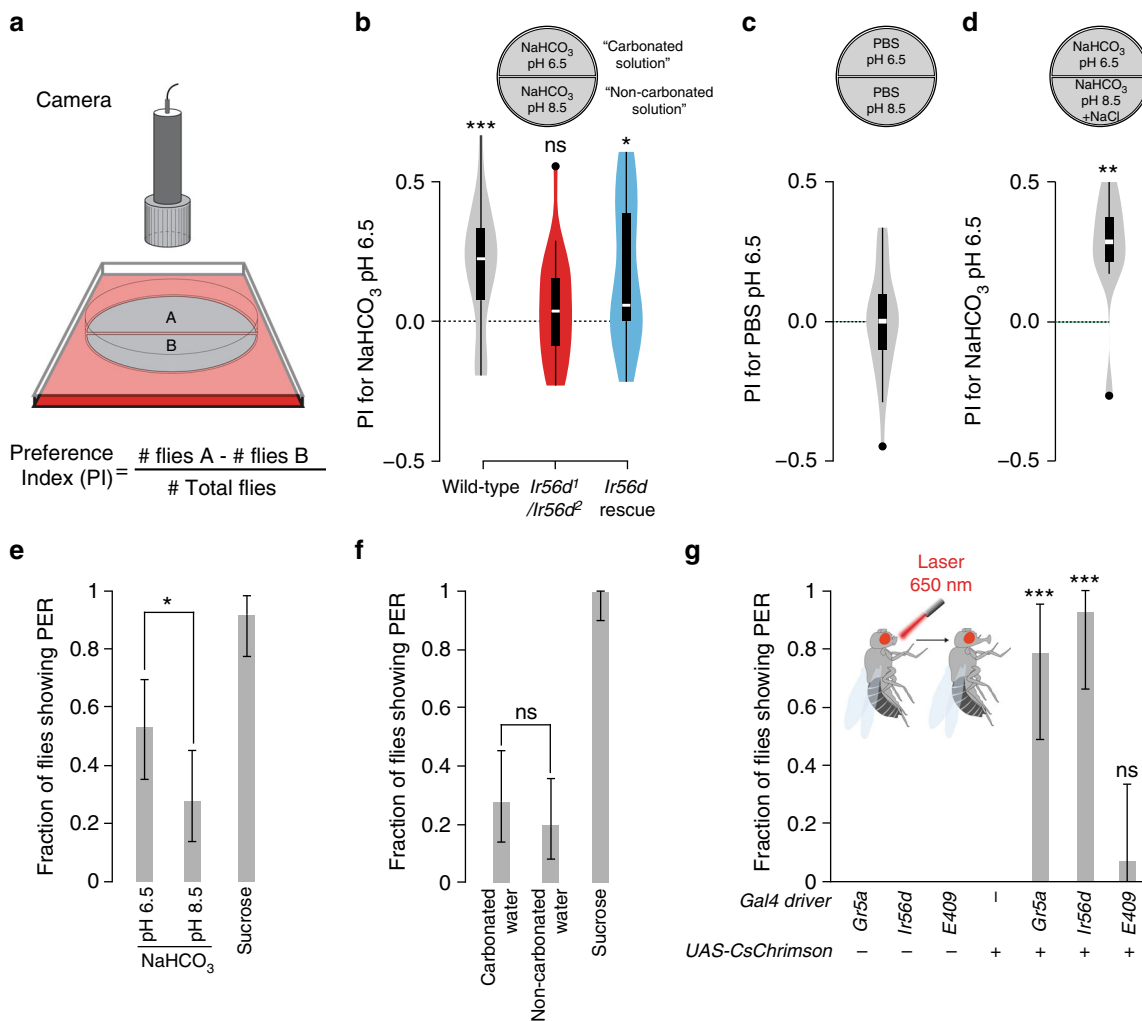 a
Camera
A
B
Preference
Index (PI)
=
# flies A - # flies B
# Total flies
b
NaHCO3
pH 6.5
"Carbonated
solution"
NaHCO3
pH 8.5
"Non-carbonated
solution"
***
ns
*
PI for NaHCO3 pH 6.5
0.5
0.0
−0.5
Wild-type
Ir56d1
/Ir56d2
Ir56d
rescue
c
PBS
pH 6.5
PBS
pH 8.5
PI for PBS pH 6.5
0.5
0.0
−0.5
d
NaHCO3
pH 6.5
NaHCO3
pH 8.5
+NaCl
**
PI for NaHCO3 pH 6.5
0.5
0.0
−0.5
e
Fraction of flies showing PER
1
0.8
0.6
0.4
0.2
0
*
pH 6.5
pH 8.5
NaHCO3
Sucrose
f
Fraction of flies showing PER
1
0.8
0.6
0.4
0.2
0
ns
Carbonated
water
Non-carbonated
water
Sucrose
g
Laser
650 nm
Fraction of flies showing PER
1
0.8
0.6
0.4
0.2
0
***
***
ns
Gal4 driver
Gr5a
Ir56d
E409
–
Gr5a
Ir56d
E409
UAS-CsChrimson
– – – + + + +